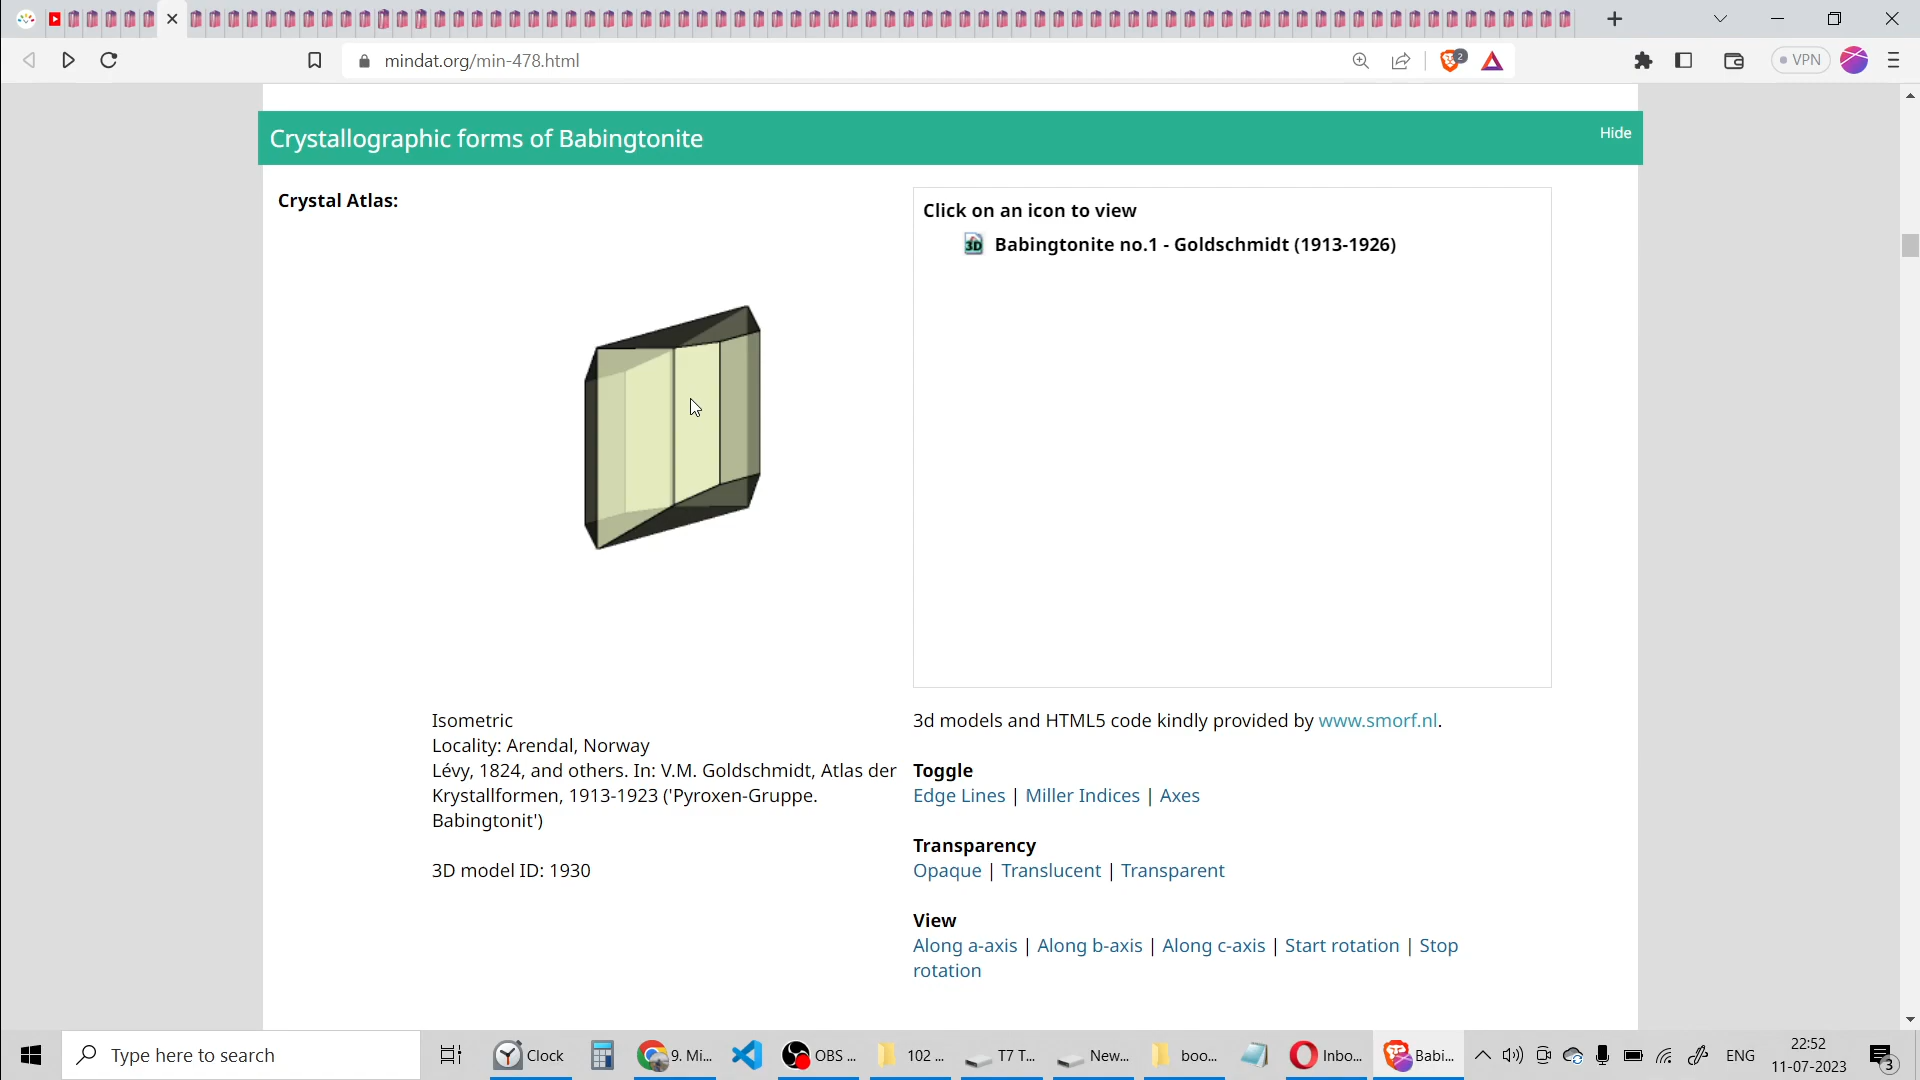 mindat.org/min-478.html
2
VPN
Crystallographic forms of Babingtonite
Hide
Crystal Atlas:
Click on an icon to view
3D
Babingtonite no.1 - Goldschmidt (1913-1926)
Isometric
Locality: Arendal, Norway
Lévy, 1824, and others. In: V.M. Goldschmidt, Atlas der
Krystallformen, 1913-1923 ('Pyroxen-Gruppe.
Babingtonit')
3D model ID: 1930
3d models and HTML5 code kindly provided by www.smorf.nl.
Toggle
Edge Lines | Miller Indices | Axes
Transparency
Opaque | Translucent | Transparent
View
Along a-axis | Along b-axis | Along c-axis | Start rotation | Stop
rotation
Type here to search
Clock
9. Mi...
OBS ...
102 ...
T7 T...
New...
boo...
Inbo...
Babi...
ENG
22:52
11-07-2023
3